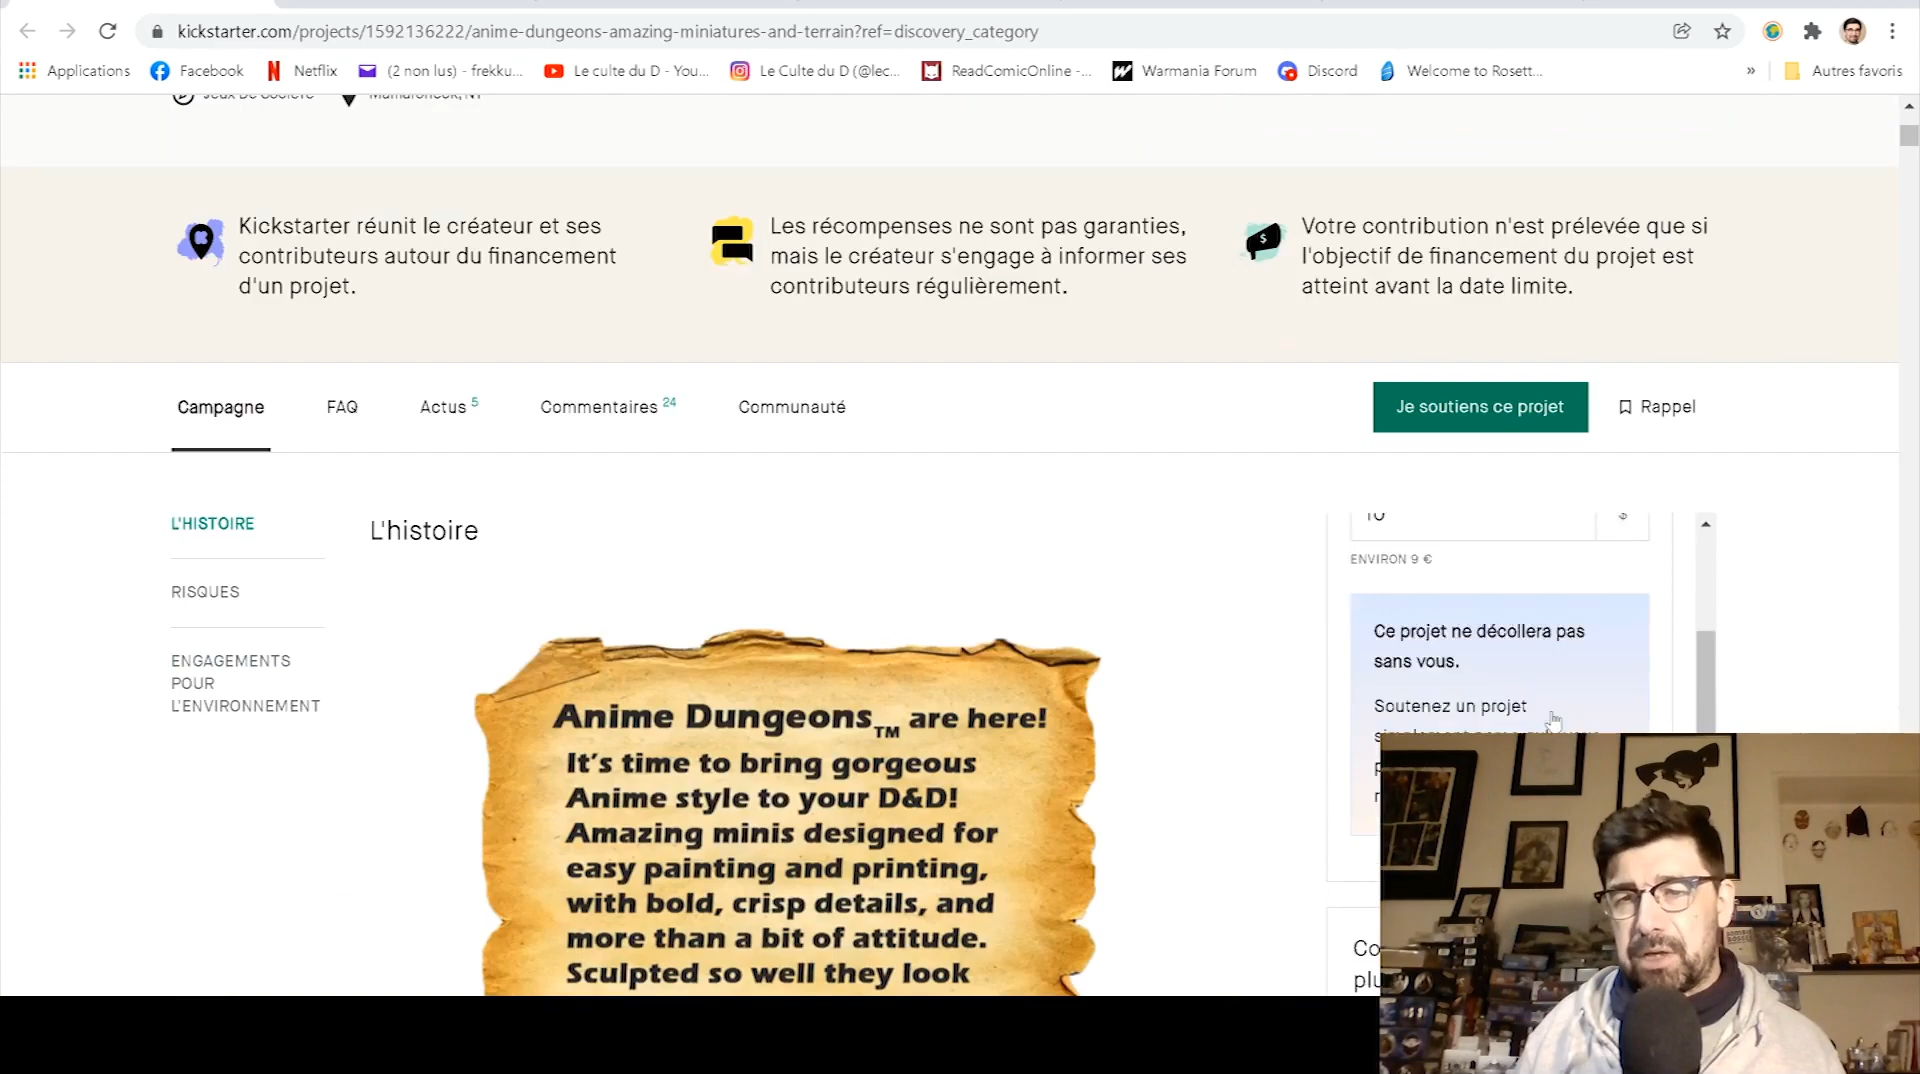 kickstarter.com/projects/1592136222/anime-dungeons-amazing-miniatures-and-terrain?ref=discovery_category
Applications Facebook Netflix (2 non lus) - frekku... Le culte du D - You... Le Culte du D (@lec... ReadComicOnline -... Warmania Forum Discord Welcome to Rosett... » Autres favoris
Kickstarter réunit le créateur et ses
contributeurs autour du financement
d'un projet.
Les récompenses ne sont pas garanties,
mais le créateur s'engage à informer ses
contributeurs régulièrement.
Votre contribution n'est prélevée que si
l'objectif de financement du projet est
atteint avant la date limite.
Campagne FAQ Actus 5 Commentaires 24 Communauté Je soutiens ce projet Rappel
L'HISTOIRE
RISQUES
ENGAGEMENTS
POUR
L'ENVIRONNEMENT
L'histoire
Anime Dungeons TM are here!
It's time to bring gorgeous
Anime style to your D&D!
Amazing minis designed for
easy painting and printing,
with bold, crisp details, and
more than a bit of attitude.
Sculpted so well they look
10 $
ENVIRON 9 €
Ce projet ne décollera pas
sans vous.
Soutenez un projet
Co
plu